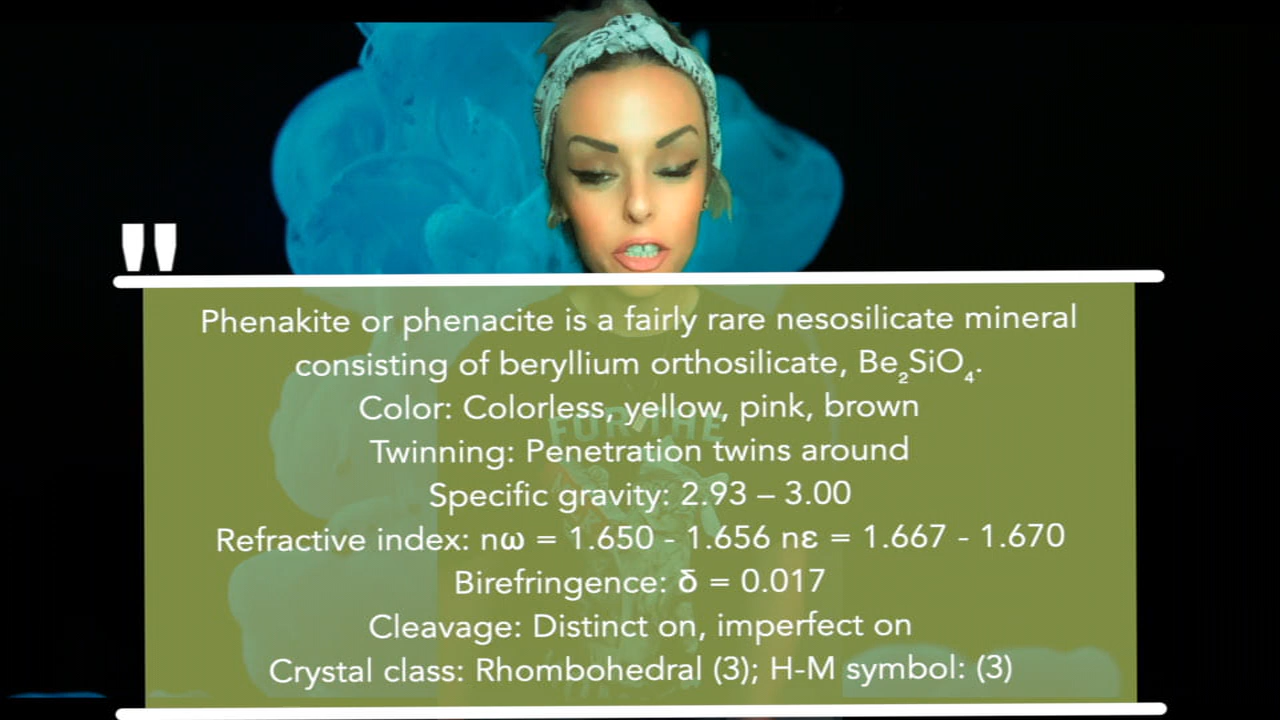 "
Phenakite or phenacite is a fairly rare nesosilicate mineral
consisting of beryllium orthosilicate, Be₂SiO₄.
Color: Colorless, yellow, pink, brown
Twinning: Penetration twins around
Specific gravity: 2.93 – 3.00
Refractive index: nω = 1.650 - 1.656 nε = 1.667 - 1.670
Birefringence: δ = 0.017
Cleavage: Distinct on, imperfect on
Crystal class: Rhombohedral (3); H-M symbol: (3)
FOR THE